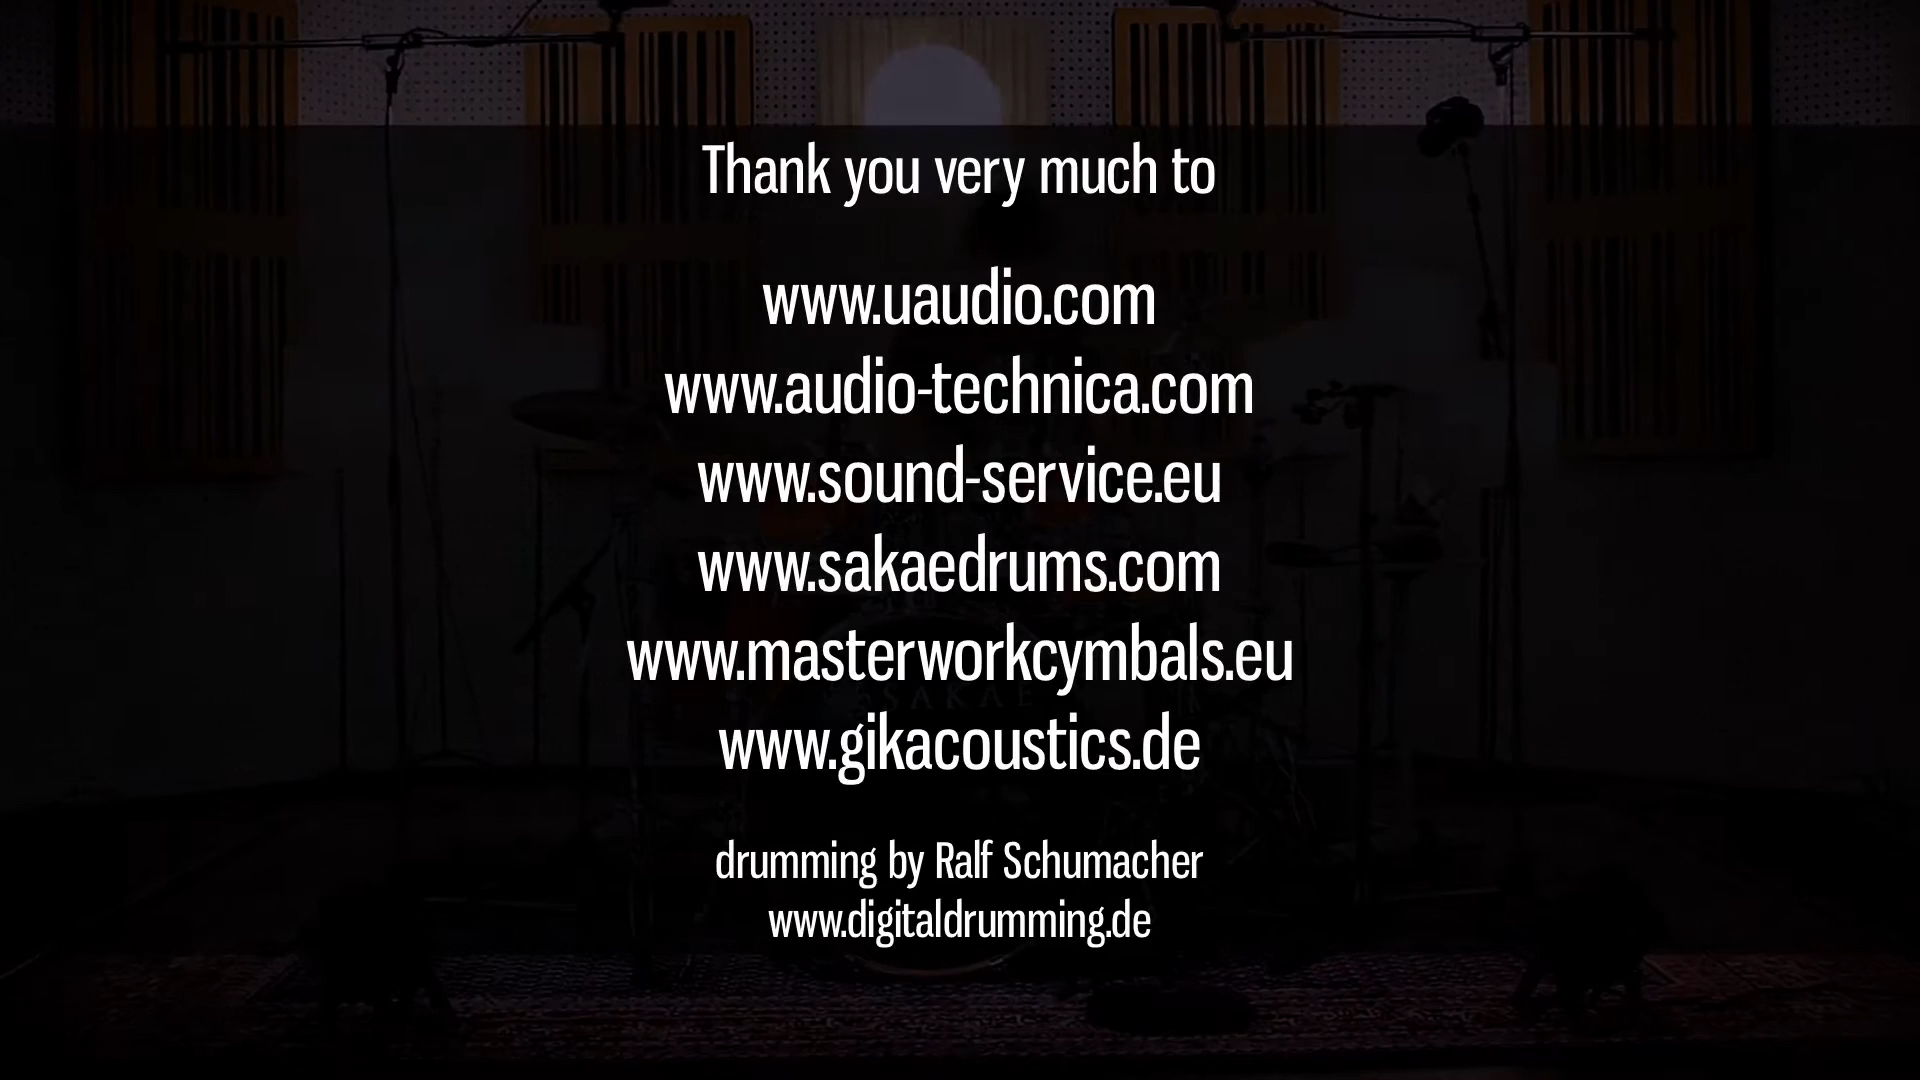 Thank you very much to
www.uaudio.com
www.audio-technica.com
www.sound-service.eu
www.sakaedrums.com
www.masterworkcymbals.eu
SAKAE
www.gikacoustics.de
drumming by Ralf Schumacher
www.digitaldrumming.de